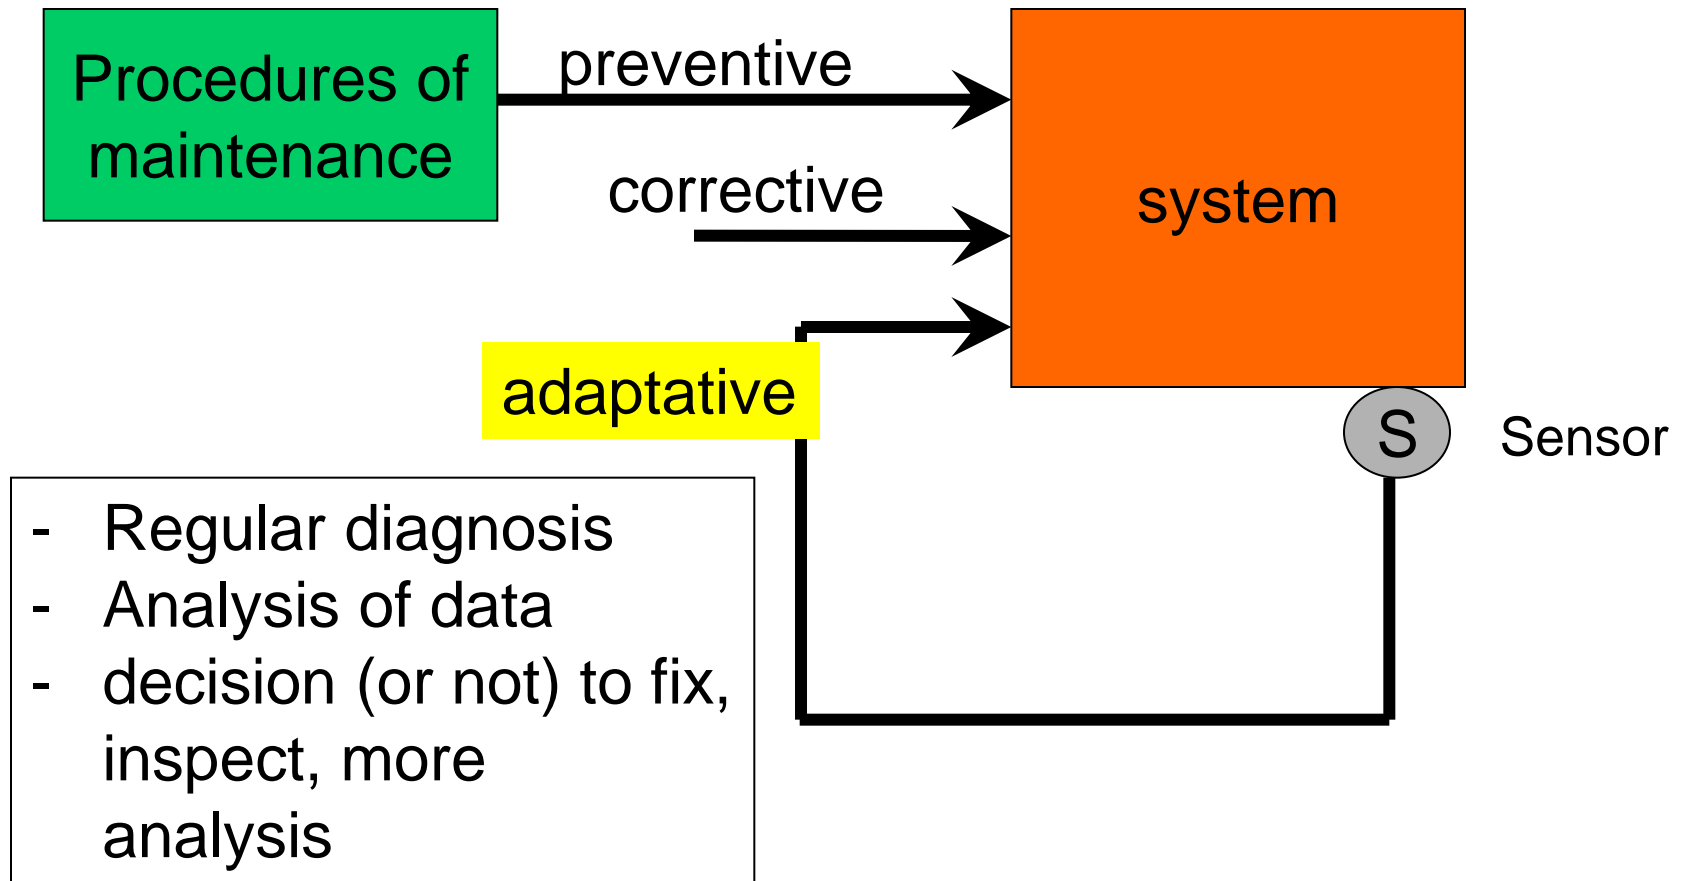 Procedures of
maintenance
preventive
corrective
system
adaptative
S
Sensor
- Regular diagnosis
- Analysis of data
- decision (or not) to fix,
inspect, more
analysis